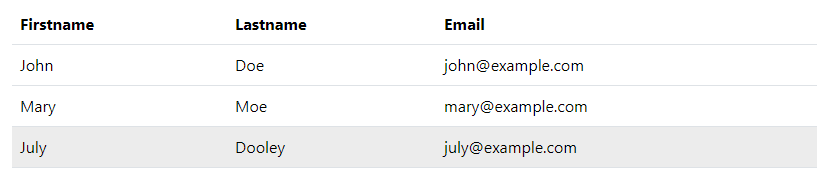 Firstname Lastname Email
John Doe john@example.com
Mary Moe mary@example.com
July Dooley july@example.com